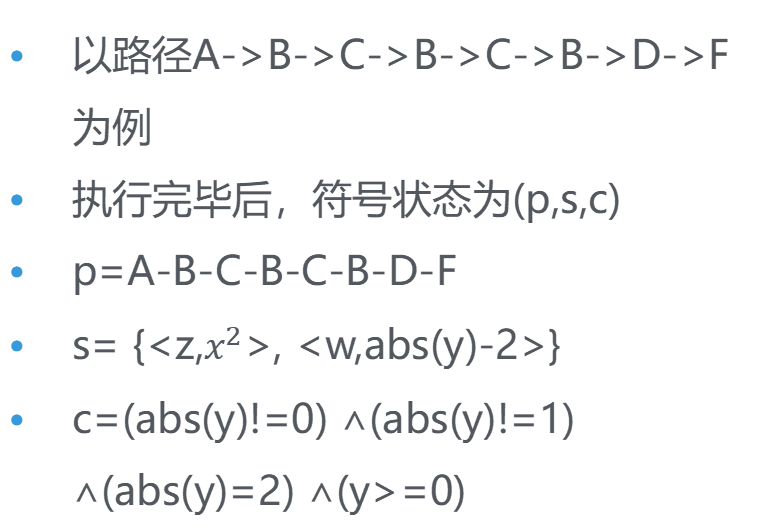 • 以路径A->B->C->B->C->B->D->F
为例
• 执行完毕后，符号状态为(p,s,c)
• p=A-B-C-B-C-B-D-F
• s= {<z,x²>, <w,abs(y)-2>}
• c=(abs(y)!=0) ∧(abs(y)!=1)
∧(abs(y)=2) ∧(y>=0)